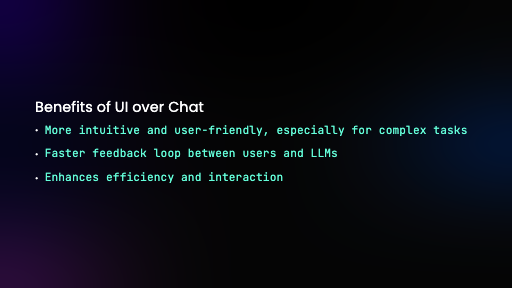 Benefits of UI over Chat
• More intuitive and user-friendly, especially for complex tasks
• Faster feedback loop between users and LLMs
• Enhances efficiency and interaction